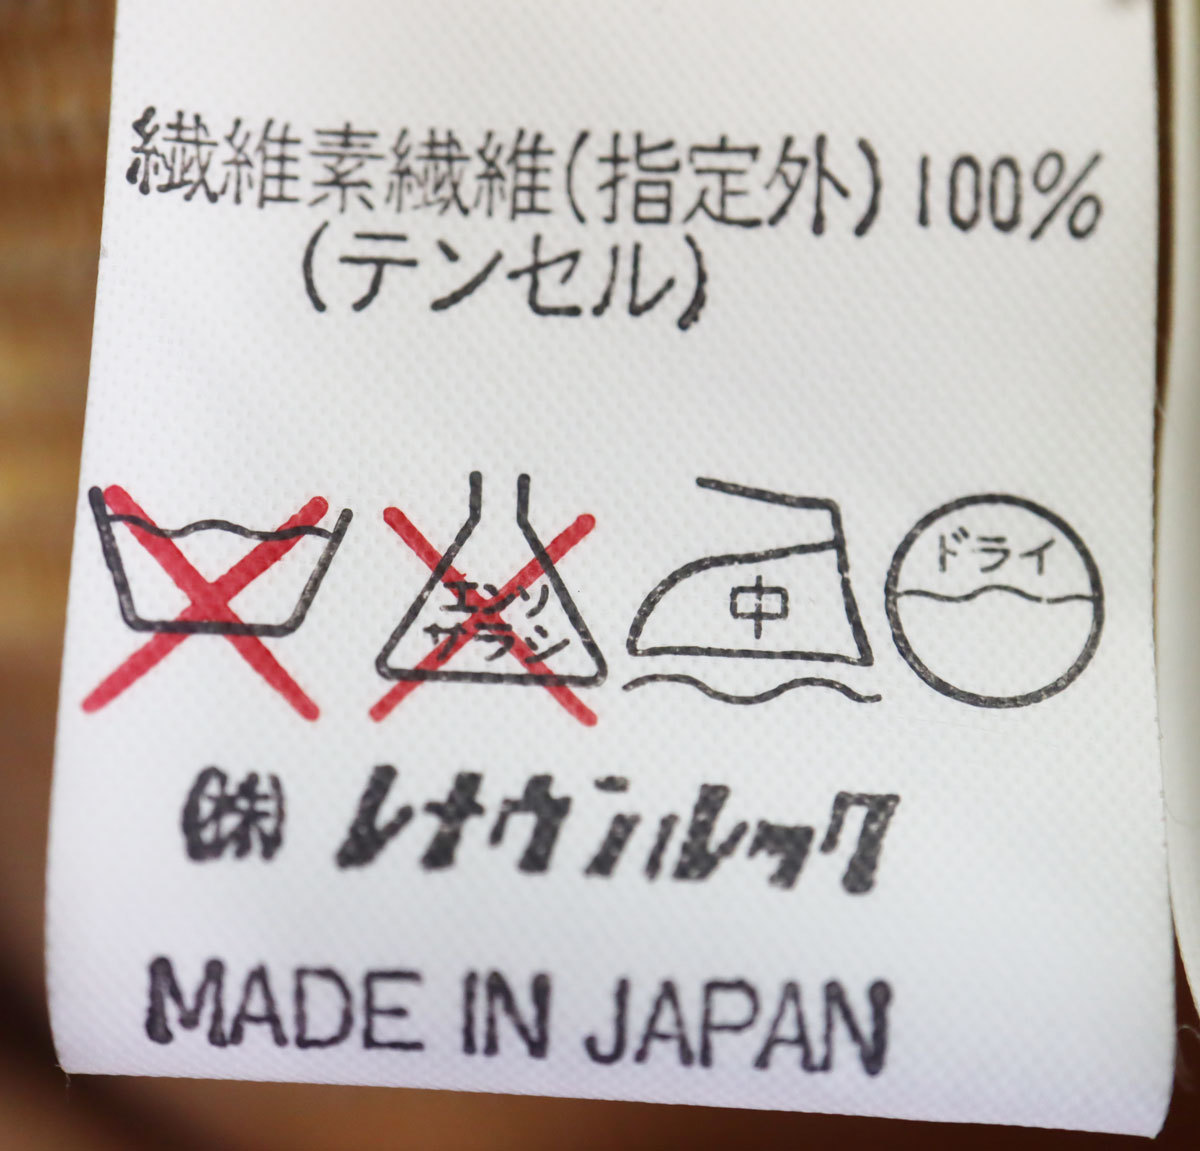 繊維素繊維(指定外)100%
(テンセル)
エンソ
サラシ
中
ドライ
㈱レナウンルック
MADE IN JAPAN